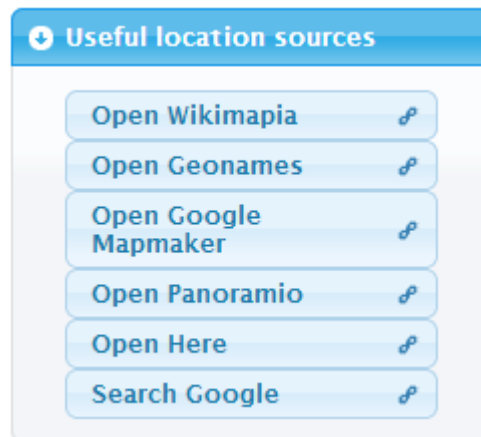 Useful location sources
Open Wikimapia
Open Geonames
Open Google
Mapmaker
Open Panoramio
Open Here
Search Google